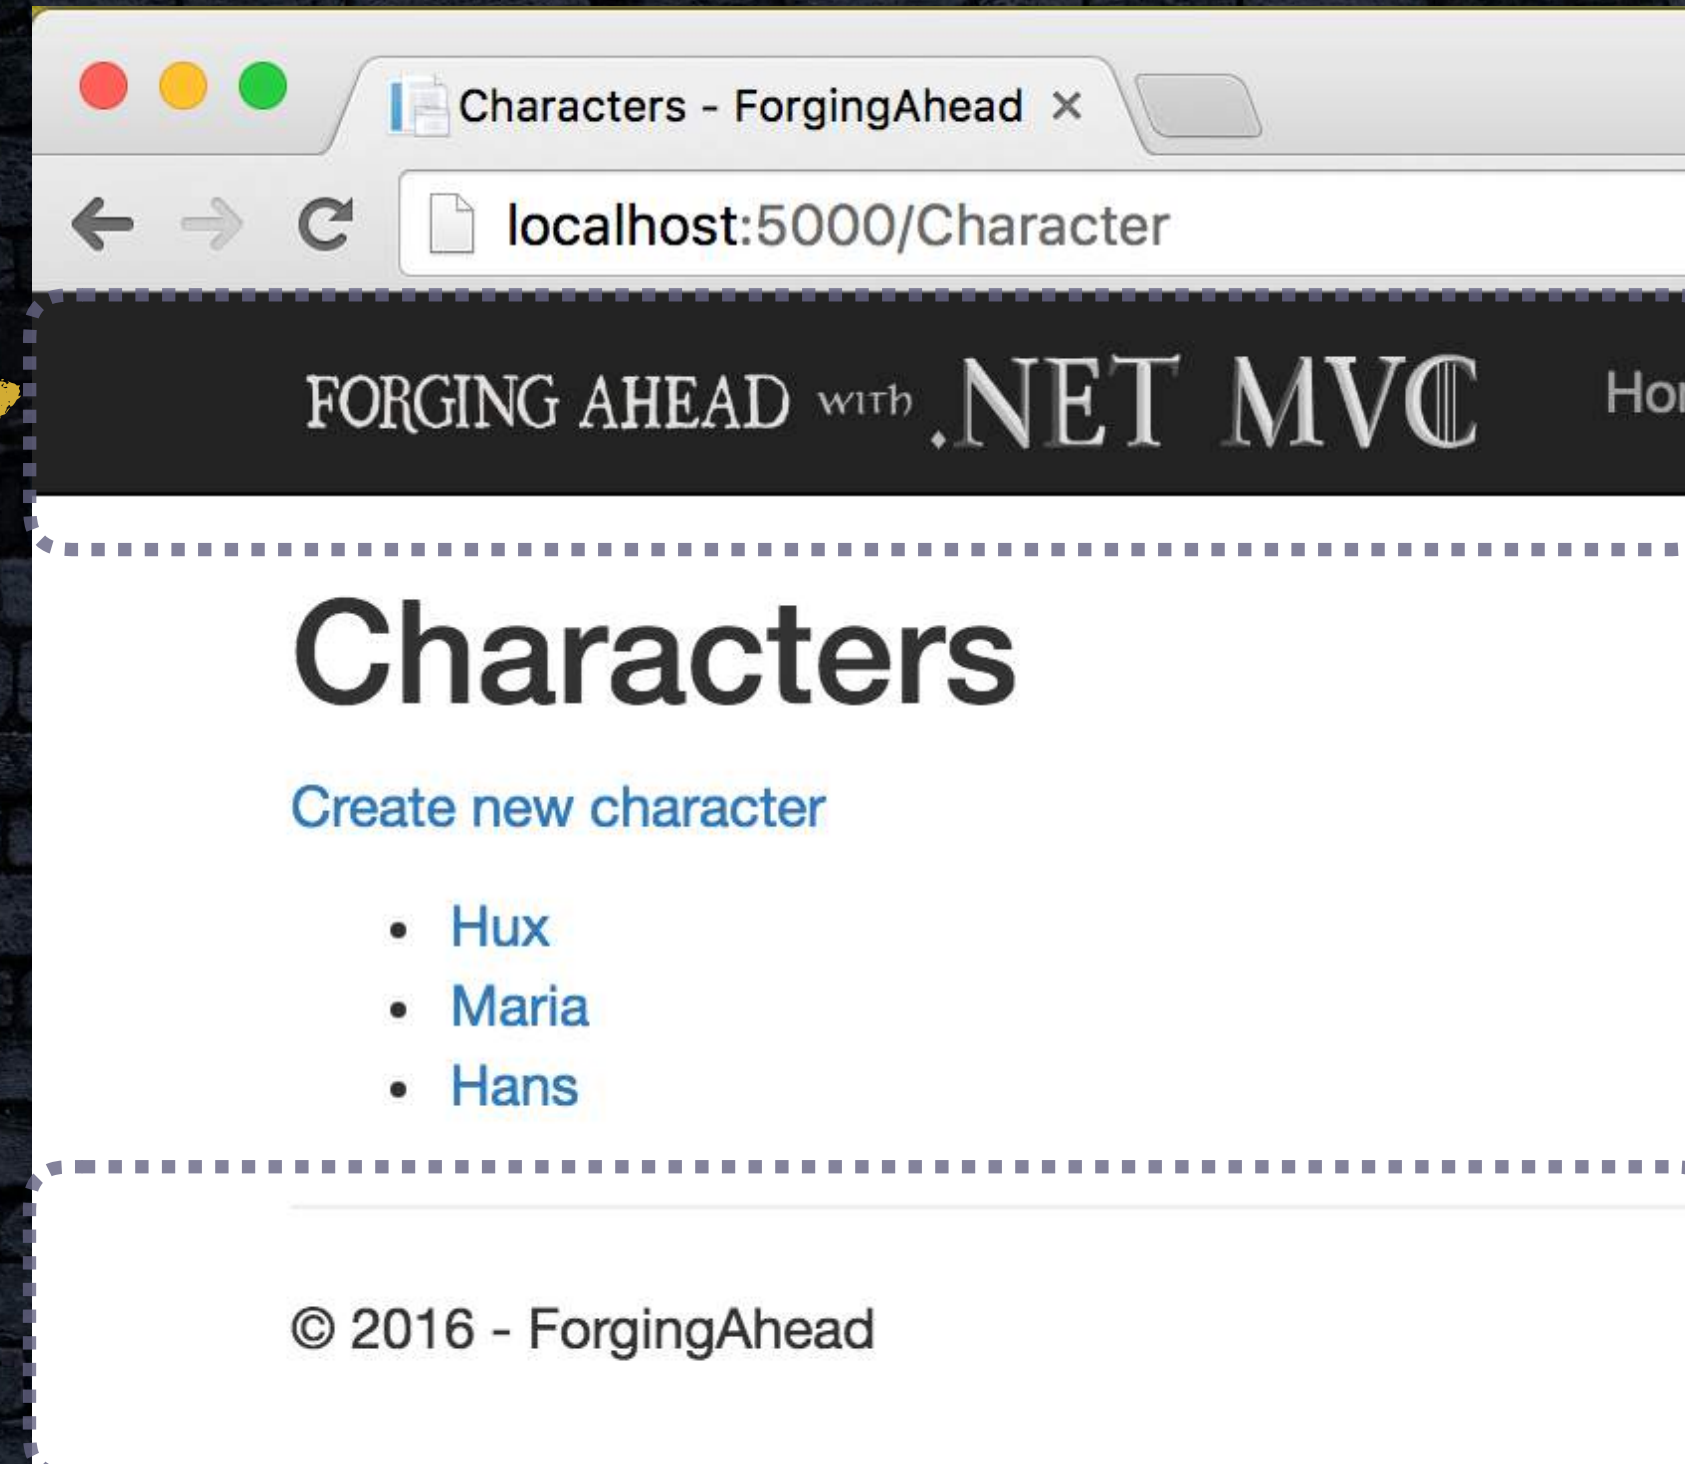 Characters - ForgingAhead
localhost:5000/Character
FORGING AHEAD with .NET MVC
Characters
Create new character
• Hux
• Maria
• Hans
© 2016 - ForgingAhead